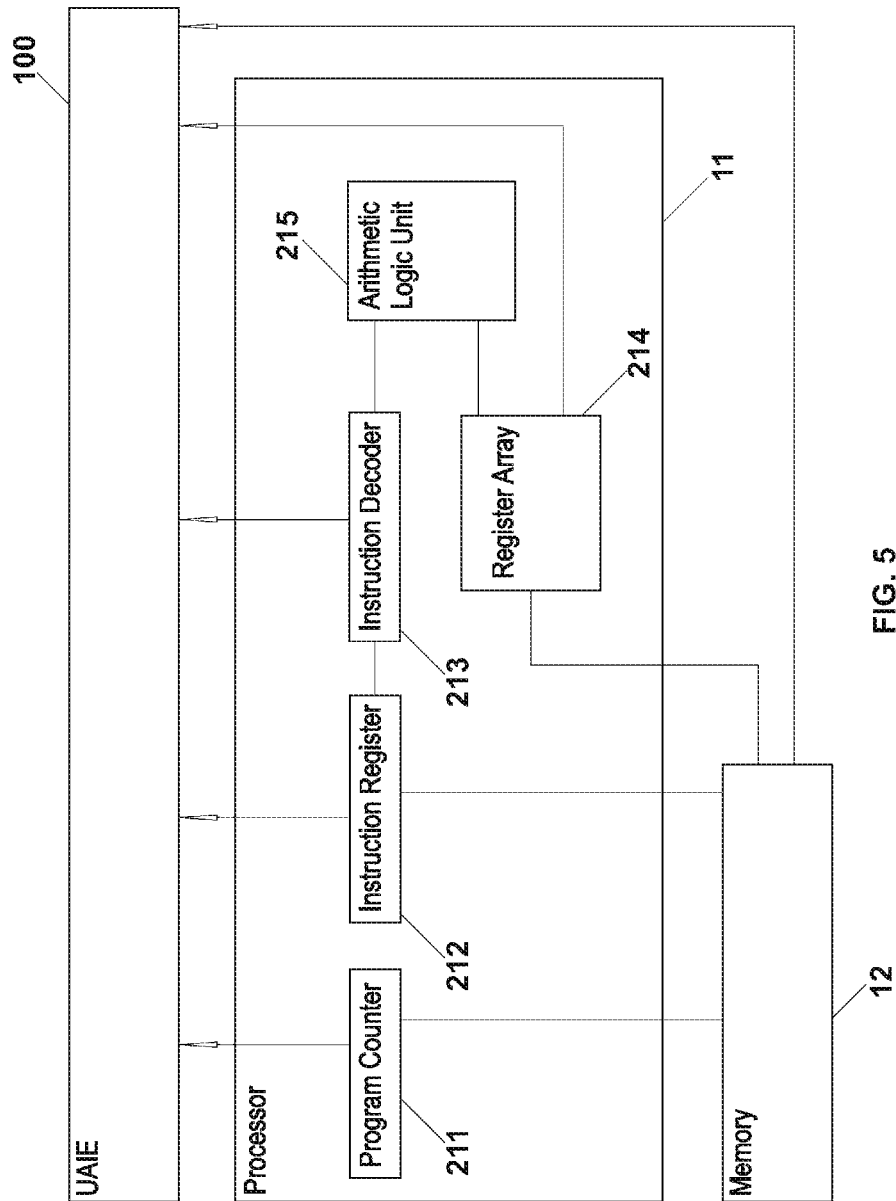 UAIE
100
Processor
Program Counter
211
Instruction Register
212
Instruction Decoder
213
Arithmetic
Logic Unit
215
Register Array
214
11
Memory
12
FIG. 5